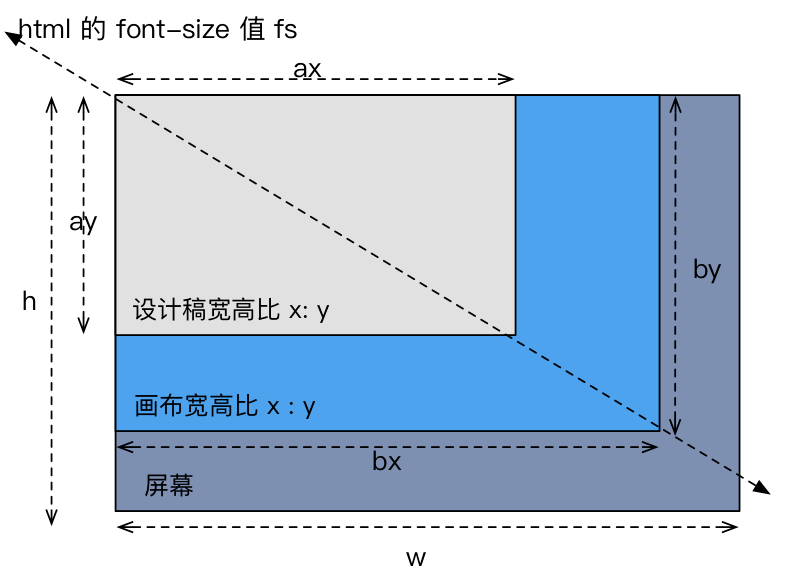 html 的 font-size 值 fs
ax
ay
by
h
设计稿宽高比 x: y
画布宽高比 x : y
bx
屏幕
w